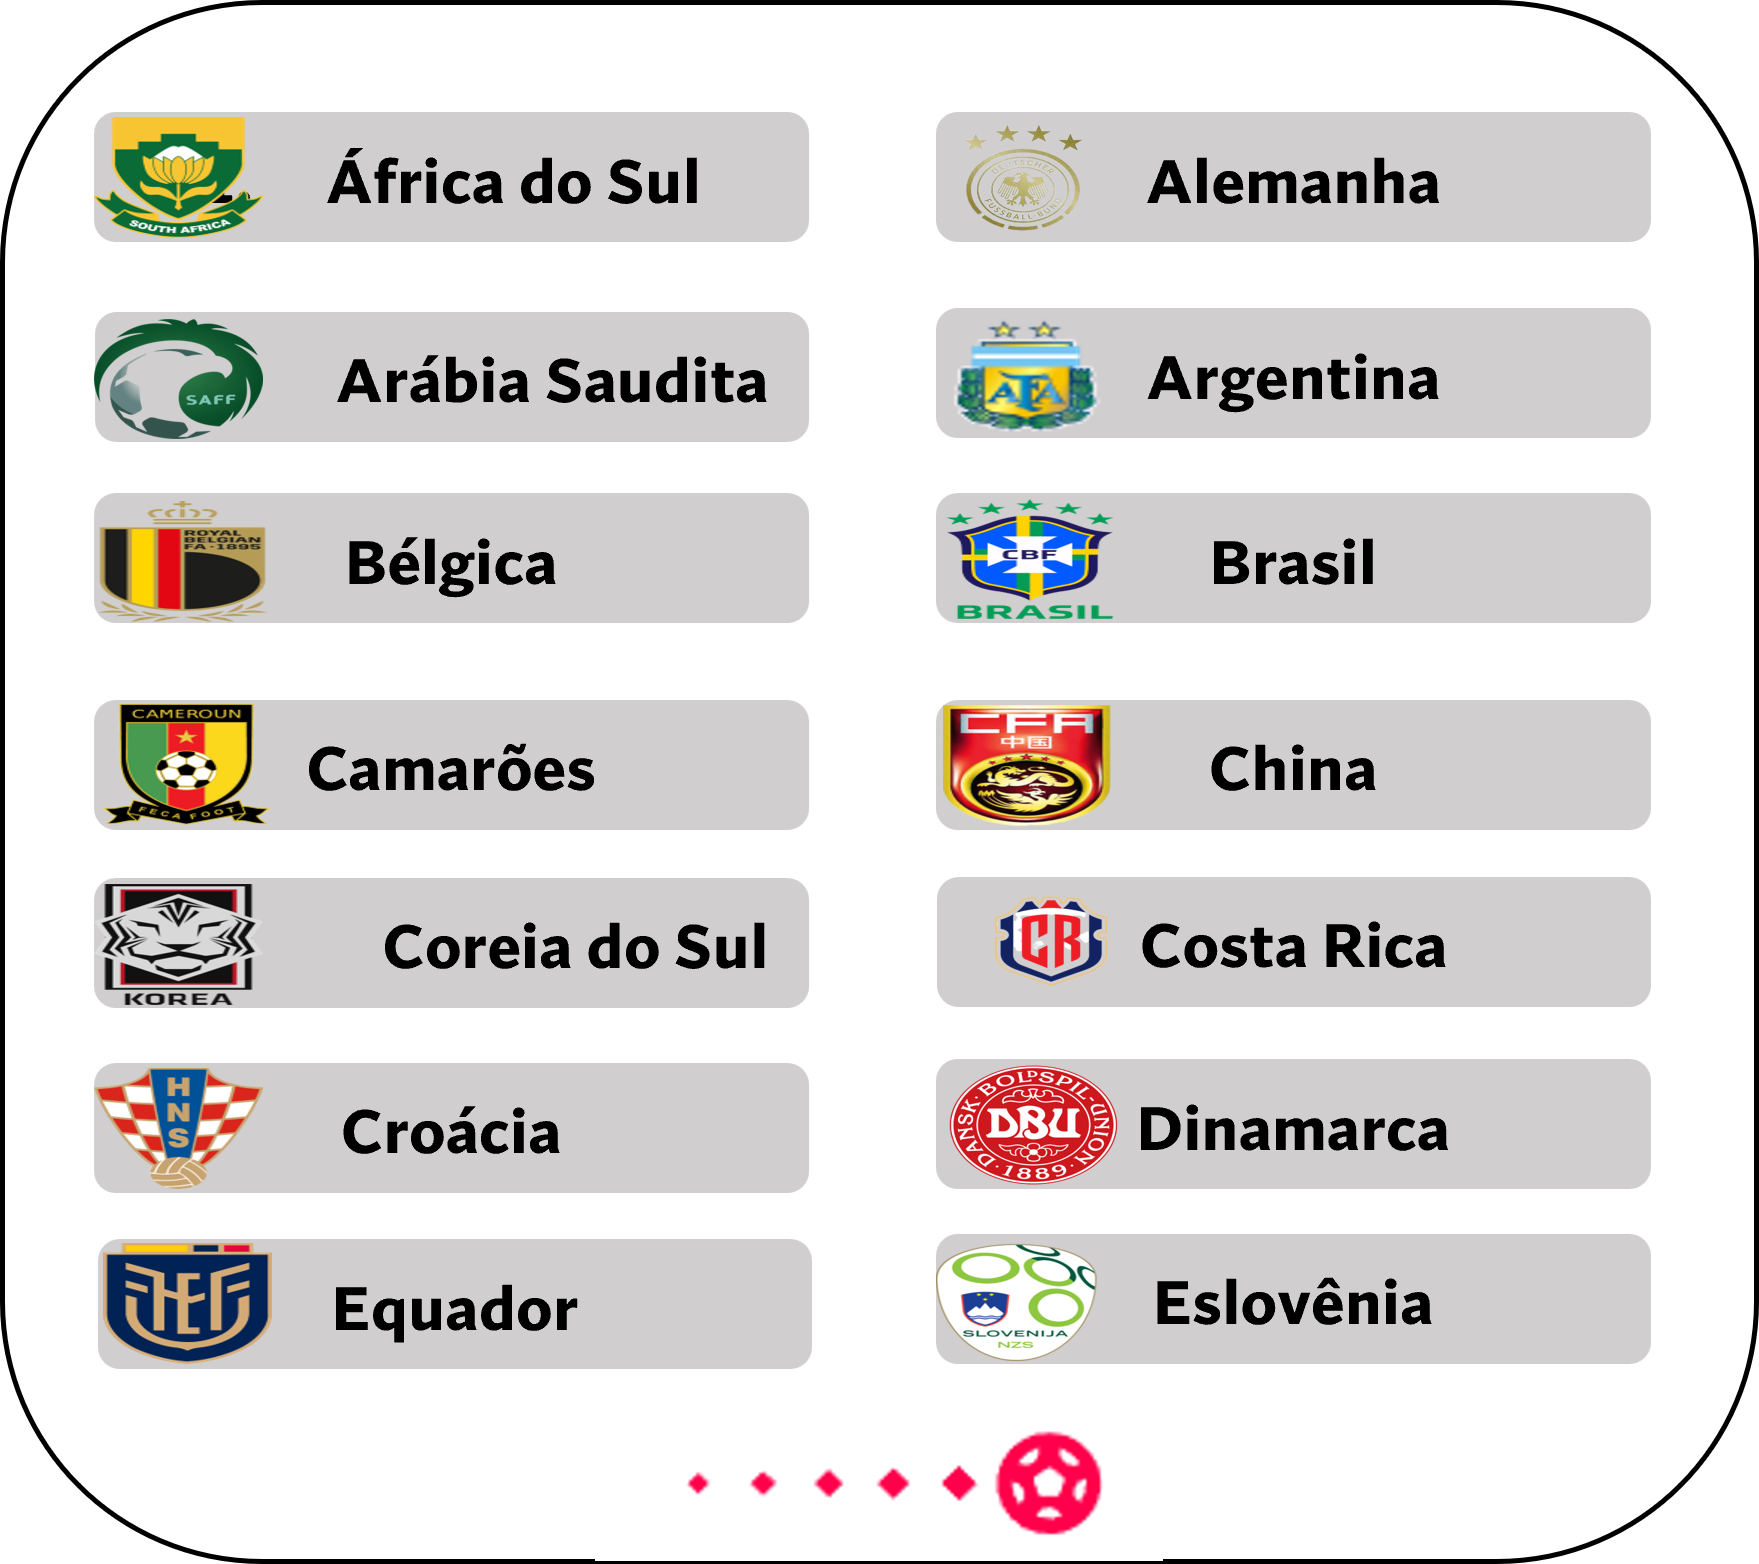 SOUTH AFRICA
África do Sul
DEUTSCHER
FUSSBALL-BUND
Alemanha
SAFF
Arábia Saudita
AFA
Argentina
ROYAL
BELGIAN
FA-1895
Bélgica
CBF
BRASIL
Brasil
CAMEROUN
FECAFOOT
Camarões
CFA
中国
China
KOREA
Coreia do Sul
CR
Costa Rica
HNS
Croácia
DANSK·BOLDSPIL-UNION
DBU
·1889·
Dinamarca
FEF
Equador
SLOVENIJA
NZS
Eslovênia